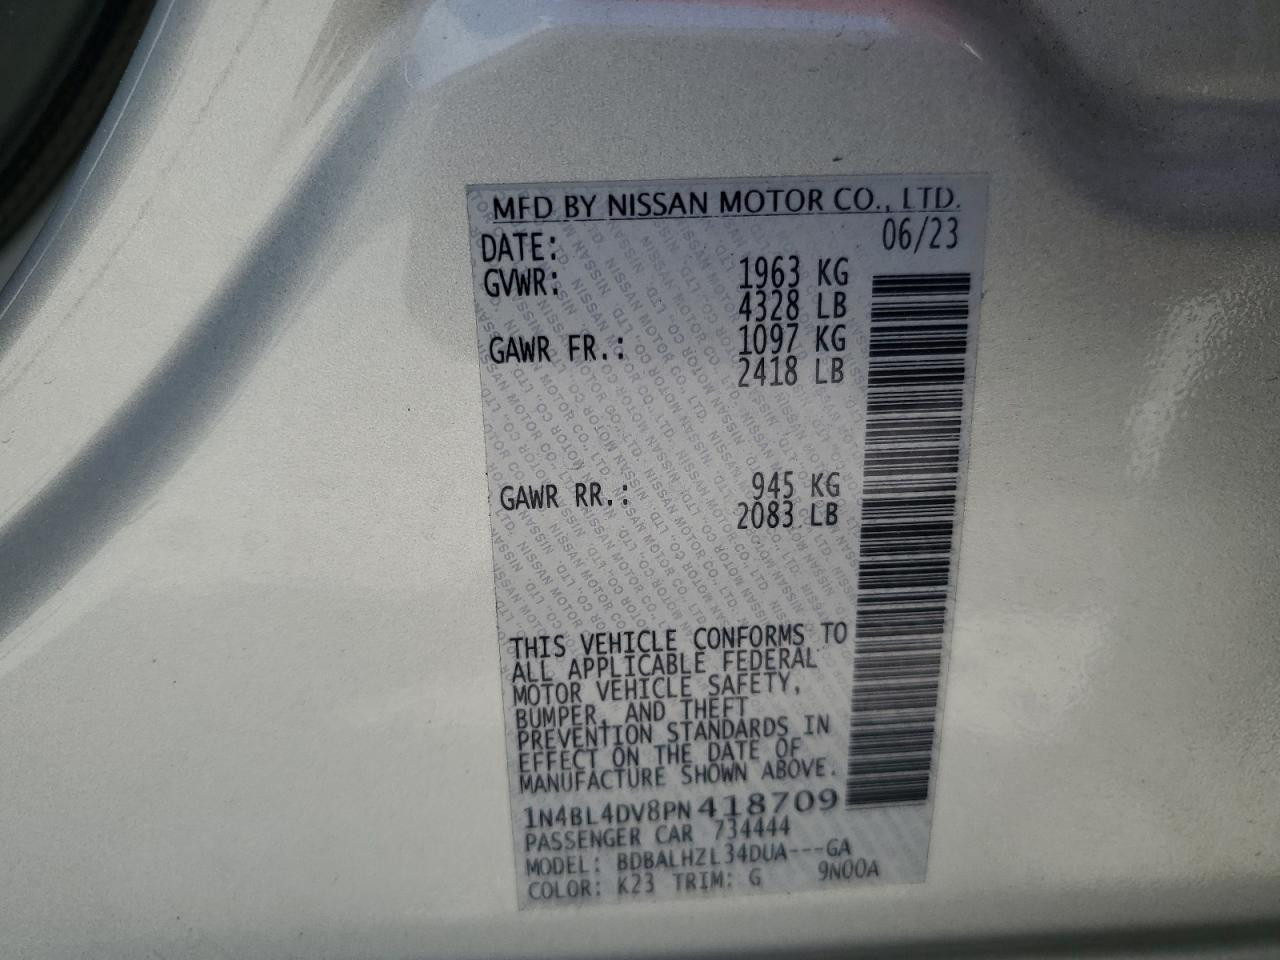 MFD BY NISSAN MOTOR CO., LTD.
DATE: 06/23
GVWR: 1963 KG
4328 LB
GAWR FR.: 1097 KG
2418 LB
GAWR RR.: 945 KG
2083 LB
THIS VEHICLE CONFORMS TO
ALL APPLICABLE FEDERAL
MOTOR VEHICLE SAFETY,
BUMPER, AND THEFT
PREVENTION STANDARDS IN
EFFECT ON THE DATE OF
MANUFACTURE SHOWN ABOVE.
1N4BL4DV8PN 418709
PASSENGER CAR 734444
MODEL: BDBALHZL34DUA---GA
COLOR: K23 TRIM: G 9N00A